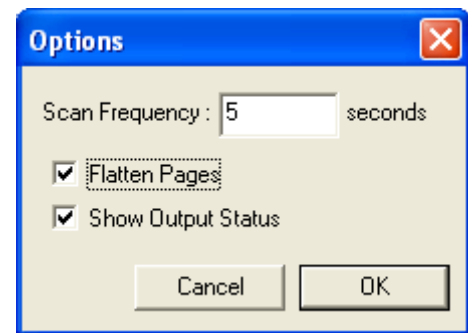 Options
Scan Frequency : 5 seconds
Flatten Pages
Show Output Status
Cancel OK